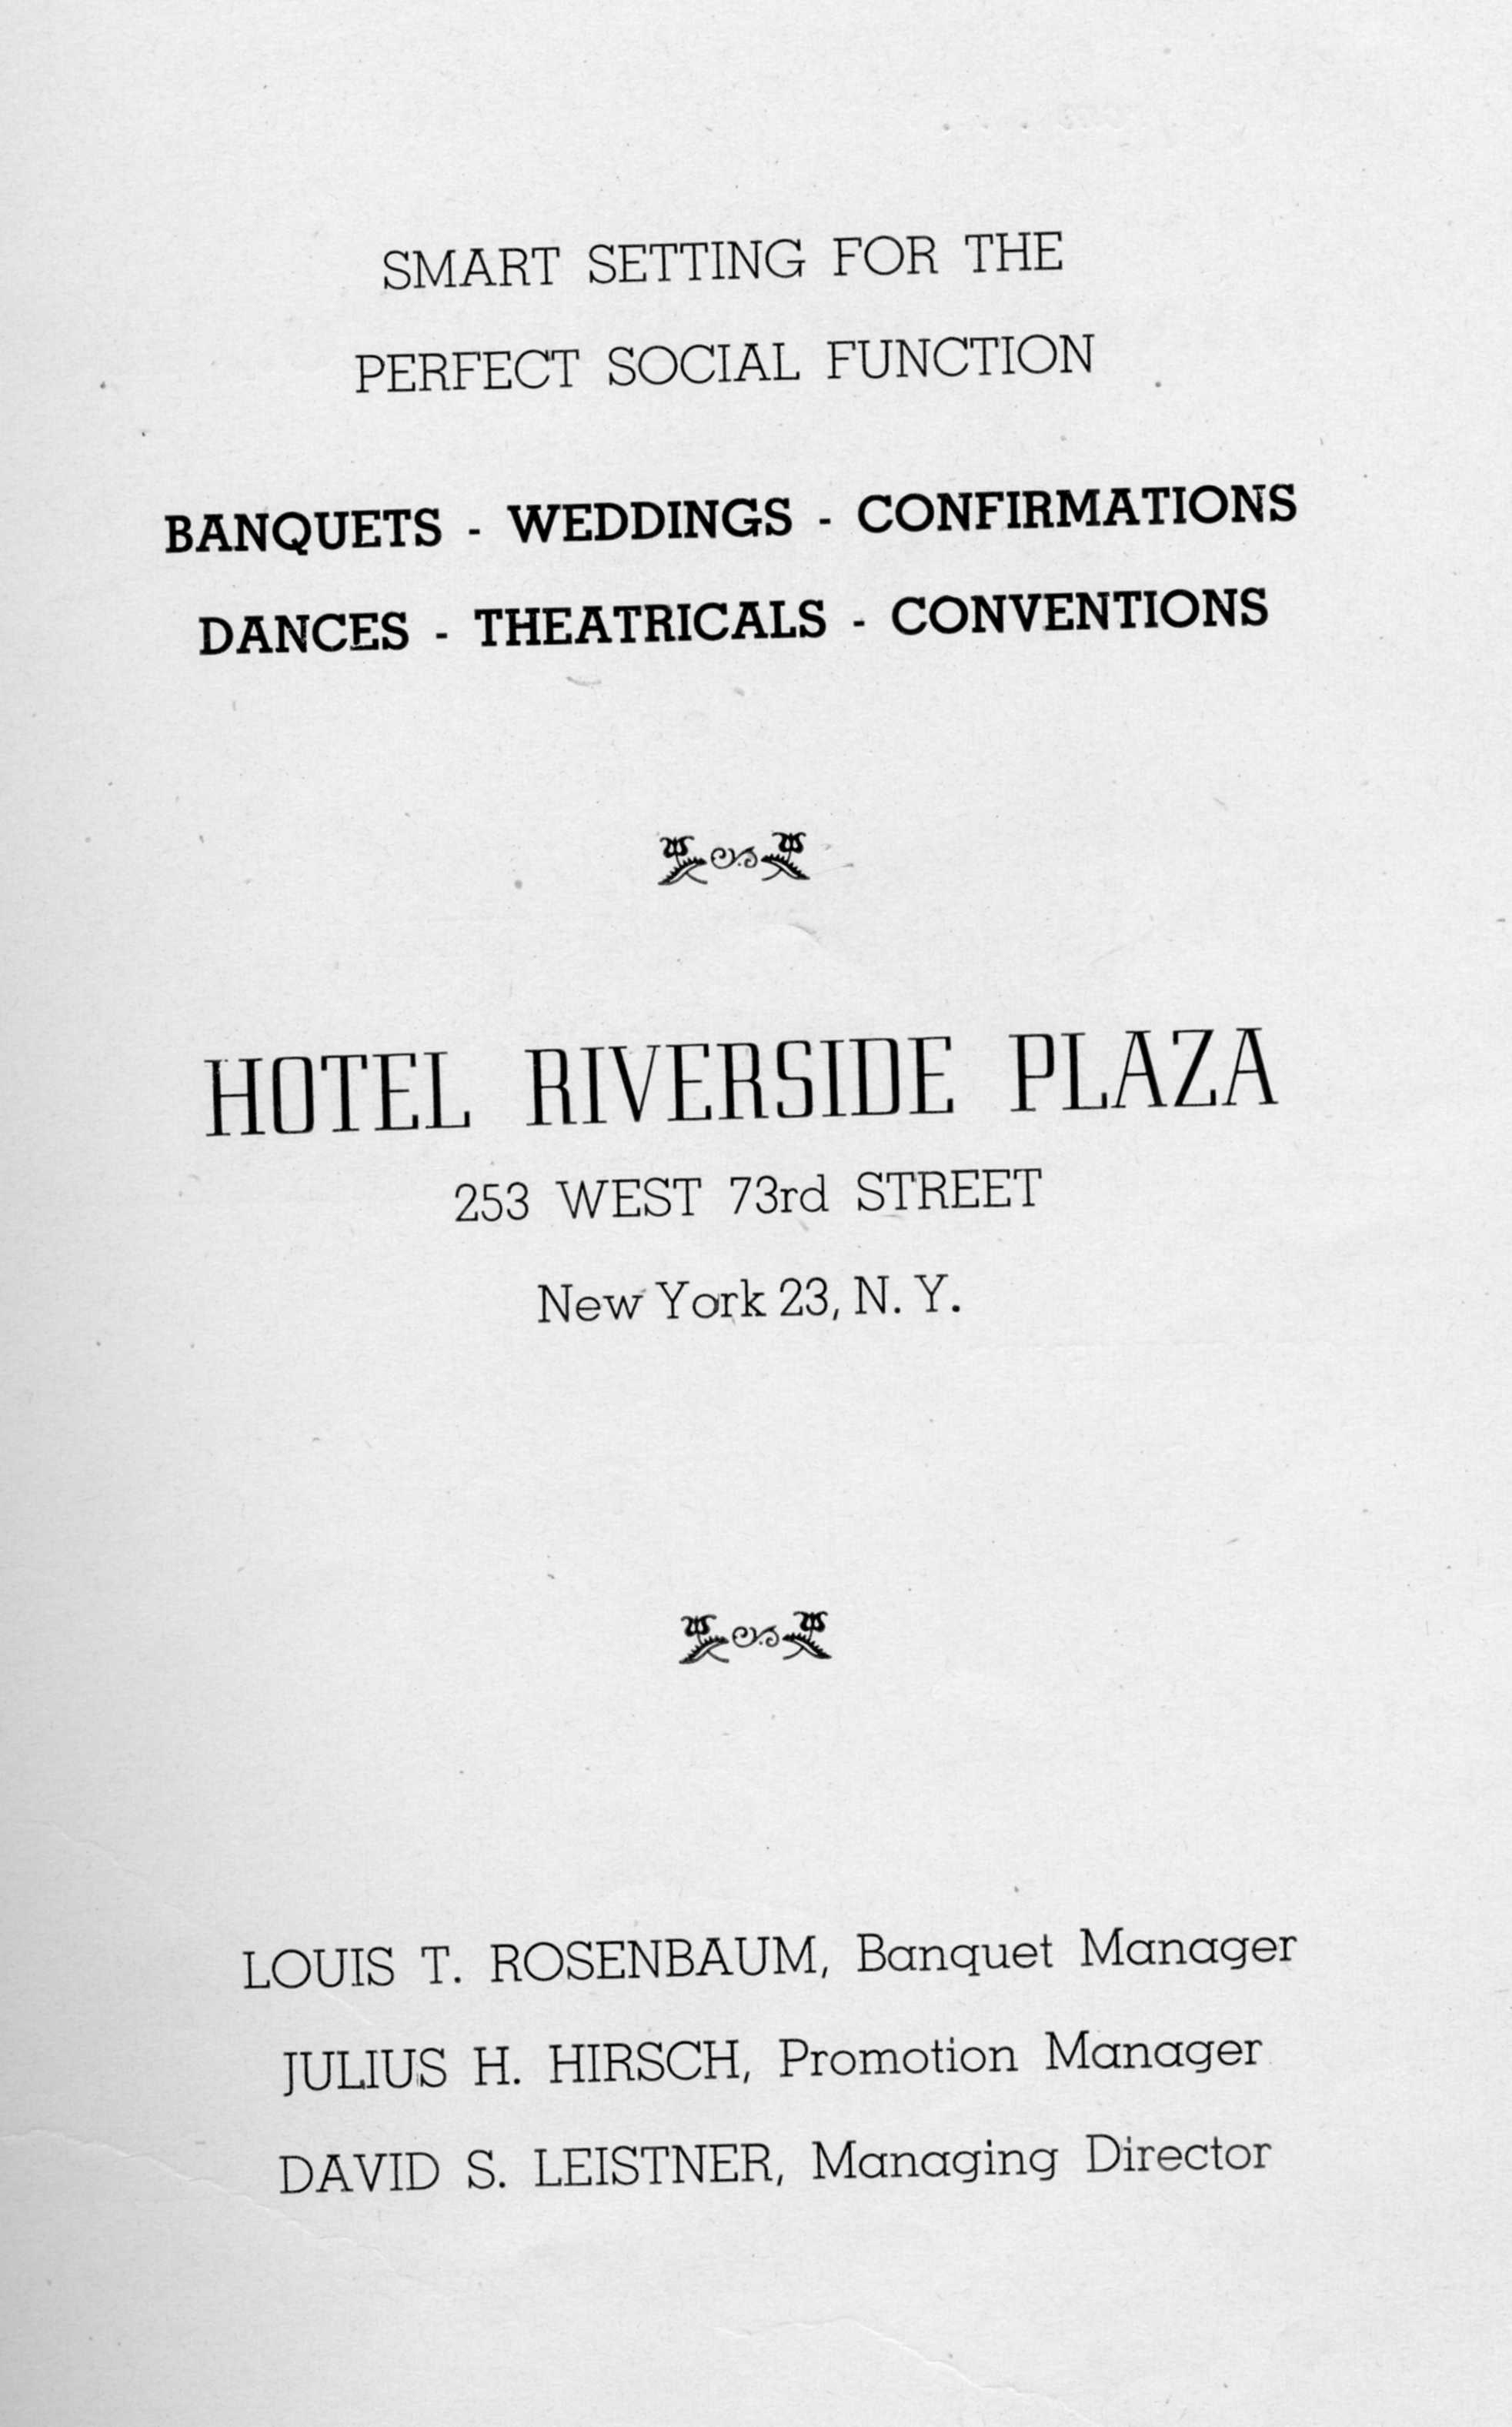 SMART SETTING FOR THE
PERFECT SOCIAL FUNCTION
BANQUETS - WEDDINGS - CONFIRMATIONS
DANCES - THEATRICALS - CONVENTIONS
HOTEL RIVERSIDE PLAZA
253 WEST 73rd STREET
New York 23, N. Y.
LOUIS T. ROSENBAUM, Banquet Manager
JULIUS H. HIRSCH, Promotion Manager
DAVID S. LEISTNER, Managing Director